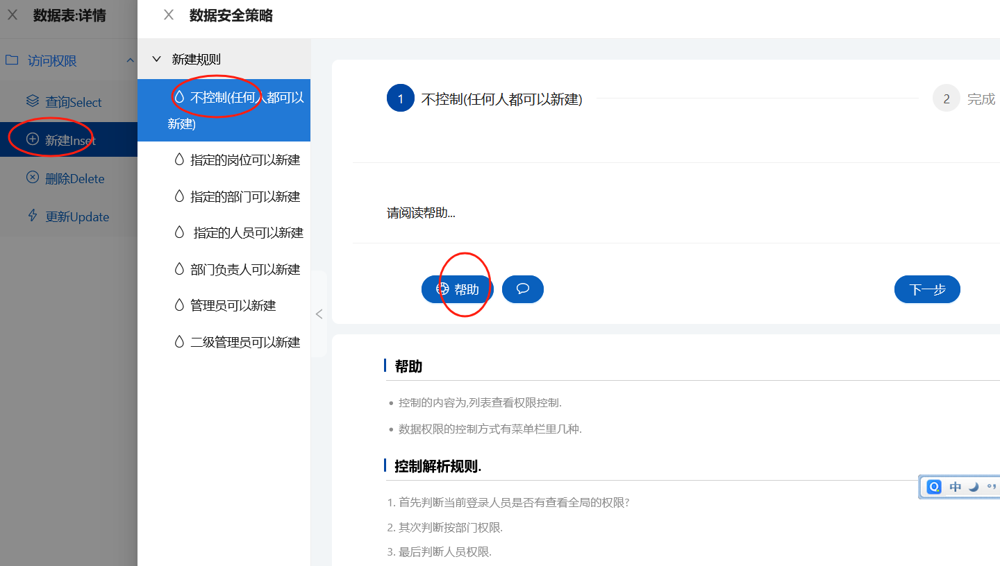 数据表:详情
访问权限
查询Select
新建Inset
删除Delete
更新Update
数据安全策略
新建规则
不控制(任何人都可以
新建)
指定的岗位可以新建
指定的部门可以新建
指定的人员可以新建
部门负责人可以新建
管理员可以新建
二级管理员可以新建
1 不控制(任何人都可以新建)
2 完成
请阅读帮助...
帮助
下一步
帮助
控制的内容为,列表查看权限控制.
数据权限的控制方式有菜单栏里几种.
控制解析规则.
1. 首先判断当前登录人员是否有查看全局的权限?
2. 其次判断按部门权限.
3. 最后判断人员权限.
中